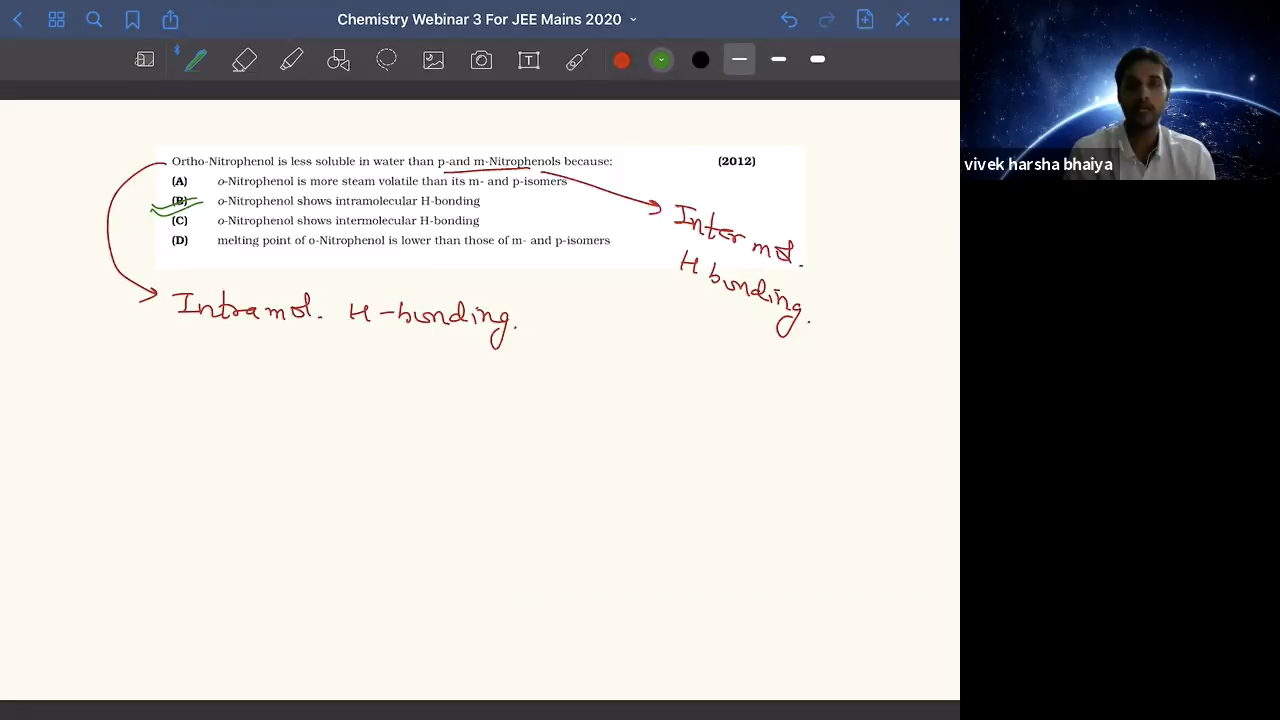 Chemistry Webinar 3 For JEE Mains 2020
T
vivek harsha bhaiya
Ortho-Nitrophenol is less soluble in water than p-and m-Nitrophenols because: (2012)
(A) o-Nitrophenol is more steam volatile than its m- and p-isomers
(B) o-Nitrophenol shows intramolecular H-bonding
(C) o-Nitrophenol shows intermolecular H-bonding
(D) melting point of o-Nitrophenol is lower than those of m- and p-isomers
Inter mol.
H bonding.
Intramol. H-bonding.